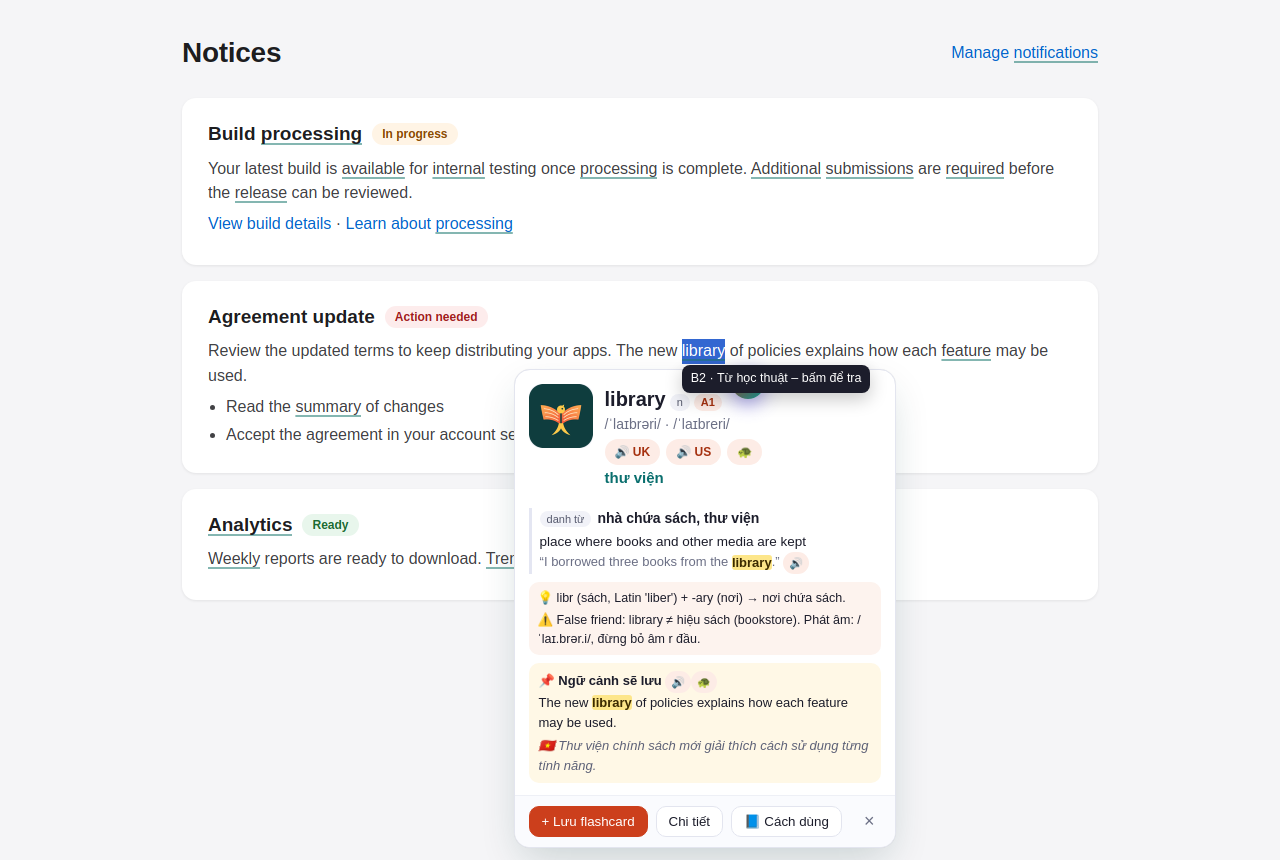 Notices
Manage notifications
Build processing In progress
Your latest build is available for internal testing once processing is complete. Additional submissions are required before
the release can be reviewed.
View build details · Learn about processing
Agreement update Action needed
Review the updated terms to keep distributing your apps. The new library of policies explains how each feature may be
used.
B2 · Từ học thuật – bấm để tra
• Read the summary of changes
• Accept the agreement in your account se
Analytics Ready
Weekly reports are ready to download. Tren
library n A1
/ˈlaɪbrəri/ · /ˈlaɪbreri/
🔊 UK 🔊 US 🐢
thư viện
danh từ nhà chứa sách, thư viện
place where books and other media are kept
“I borrowed three books from the library.” 🔊
💡 libr (sách, Latin 'liber') + -ary (nơi) → nơi chứa sách.
⚠️ False friend: library ≠ hiệu sách (bookstore). Phát âm: /
ˈlaɪ.brər.i/, đừng bỏ âm r đầu.
📌 Ngữ cảnh sẽ lưu 🔊 🐢
The new library of policies explains how each feature
may be used.
🇻🇳 Thư viện chính sách mới giải thích cách sử dụng từng
tính năng.
+ Lưu flashcard Chi tiết 📘 Cách dùng ×